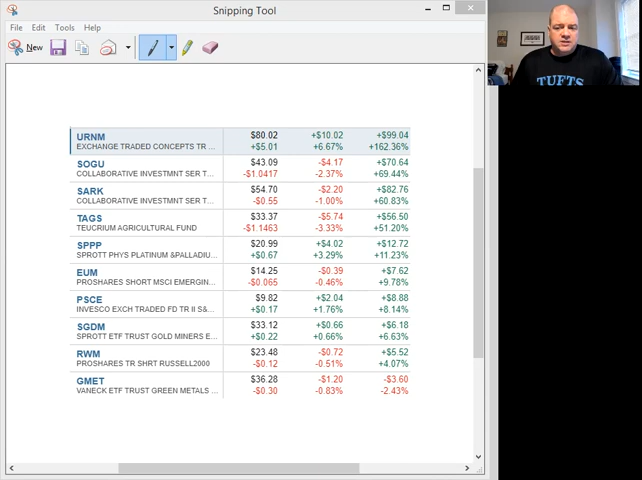 Snipping Tool
File Edit Tools Help
New
URNM $80.02 +$10.02 +$99.04
EXCHANGE TRADED CONCEPTS TR ... +$5.01 +6.67% +162.36%
SOGU $43.09 -$4.17 +$70.64
COLLABORATIVE INVESTMNT SER T... -$1.0417 -2.37% +69.44%
SARK $54.70 -$2.20 +$82.76
COLLABORATIVE INVESTMNT SER T... -$0.55 -1.00% +60.83%
TAGS $33.37 -$5.74 +$56.50
TEUCRIUM AGRICULTURAL FUND -$1.1463 -3.33% +51.20%
SPPP $20.99 +$4.02 +$12.72
SPROTT PHYS PLATINUM &PALLADIU... +$0.67 +3.29% +11.23%
EUM $14.25 -$0.39 +$7.62
PROSHARES SHORT MSCI EMERGIN... -$0.065 -0.46% +9.78%
PSCE $9.82 +$2.04 +$8.88
INVESCO EXCH TRADED FD TR II S&... +$0.17 +1.76% +8.14%
SGDM $33.12 +$0.66 +$6.18
SPROTT ETF TRUST GOLD MINERS E... +$0.22 +0.66% +6.63%
RWM $23.48 -$0.72 +$5.52
PROSHARES TR SHRT RUSSELL2000 -$0.12 -0.51% +4.07%
GMET $36.28 -$1.20 -$3.60
VANECK ETF TRUST GREEN METALS ... -$0.30 -0.83% -2.43%
TUFTS